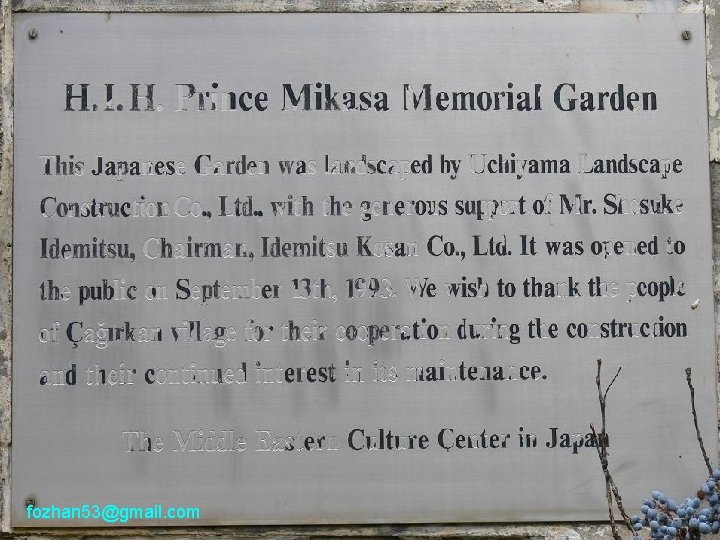 H.I.H. Prince Mikasa Memorial Garden
This Japanese Garden was landscaped by Uchiyama Landscape
Construction Co., Ltd., with the generous support of Mr. Shosuke
Idemitsu, Chairman, Idemitsu Kosan Co., Ltd. It was opened to
the public on September 13th, 1993. We wish to thank the people
of Çağırkan village for their cooperation during the construction
and their continued interest in its maintenance.
The Middle Eastern Culture Center in Japan
fozhan53@gmail.com